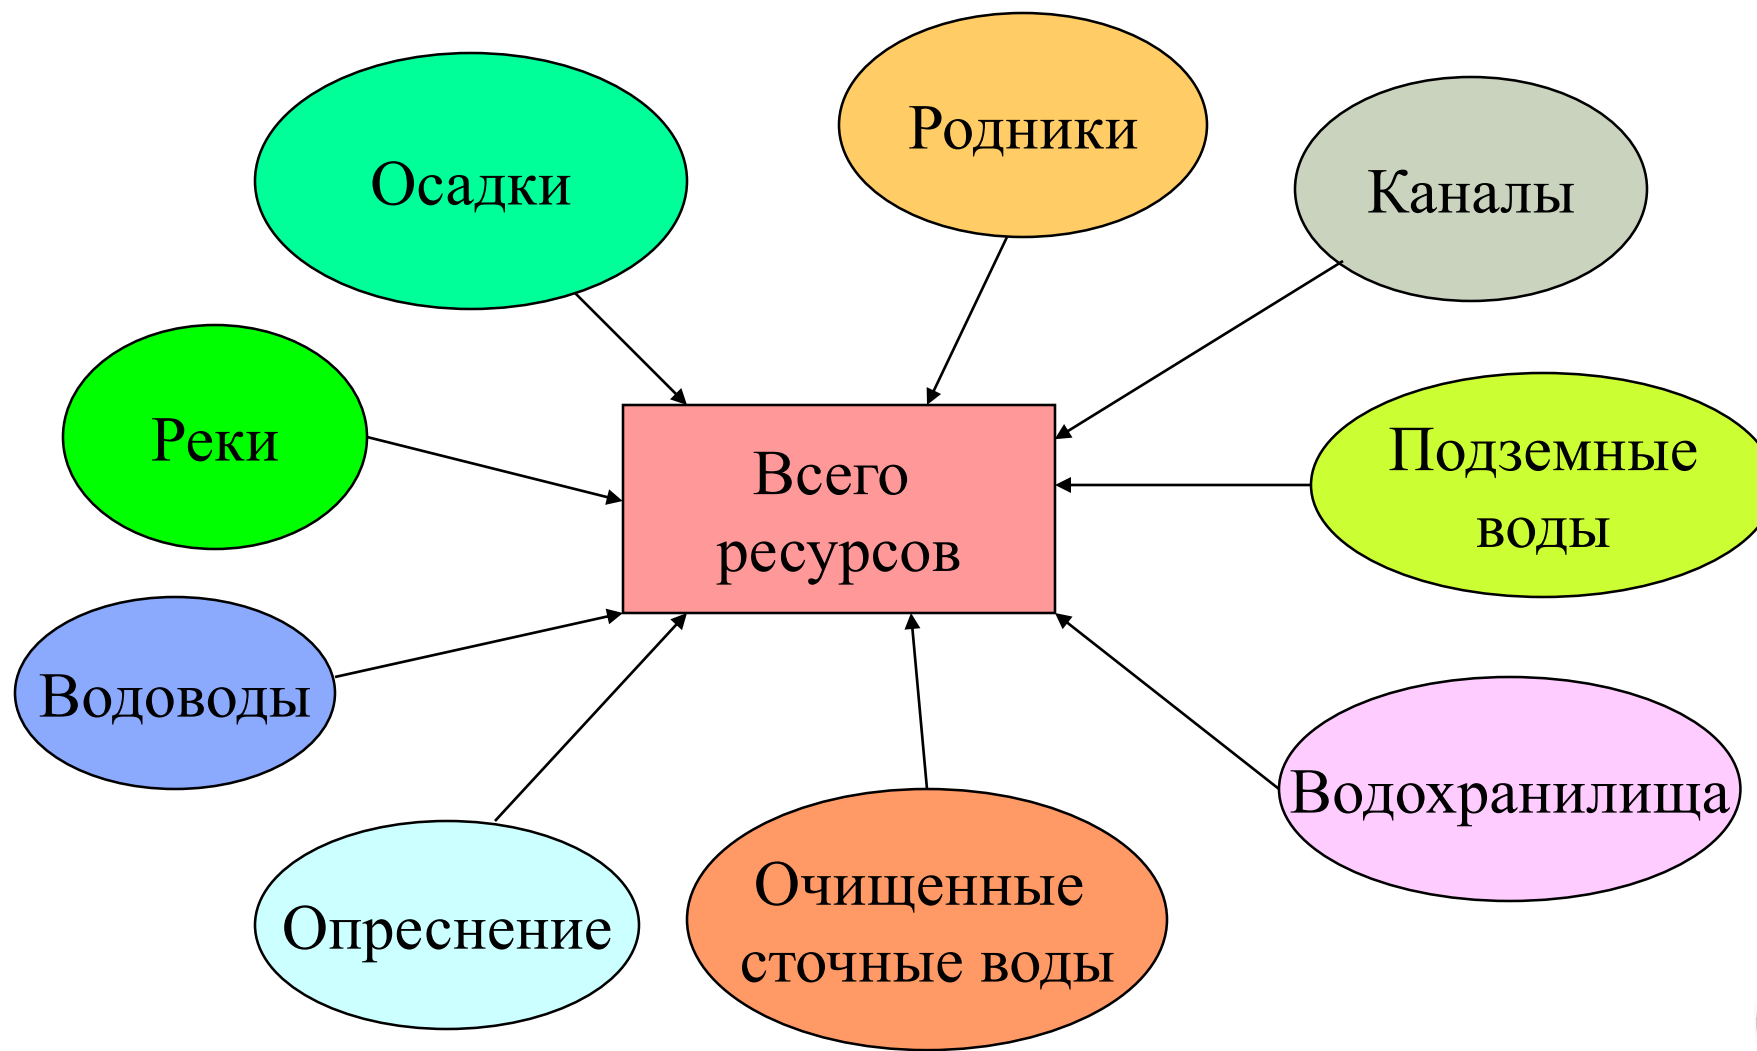 Родники
Осадки
Каналы
Реки
Подземные
воды
Всего
ресурсов
Водоводы
Водохранилища
Опреснение
Очищенные
сточные воды